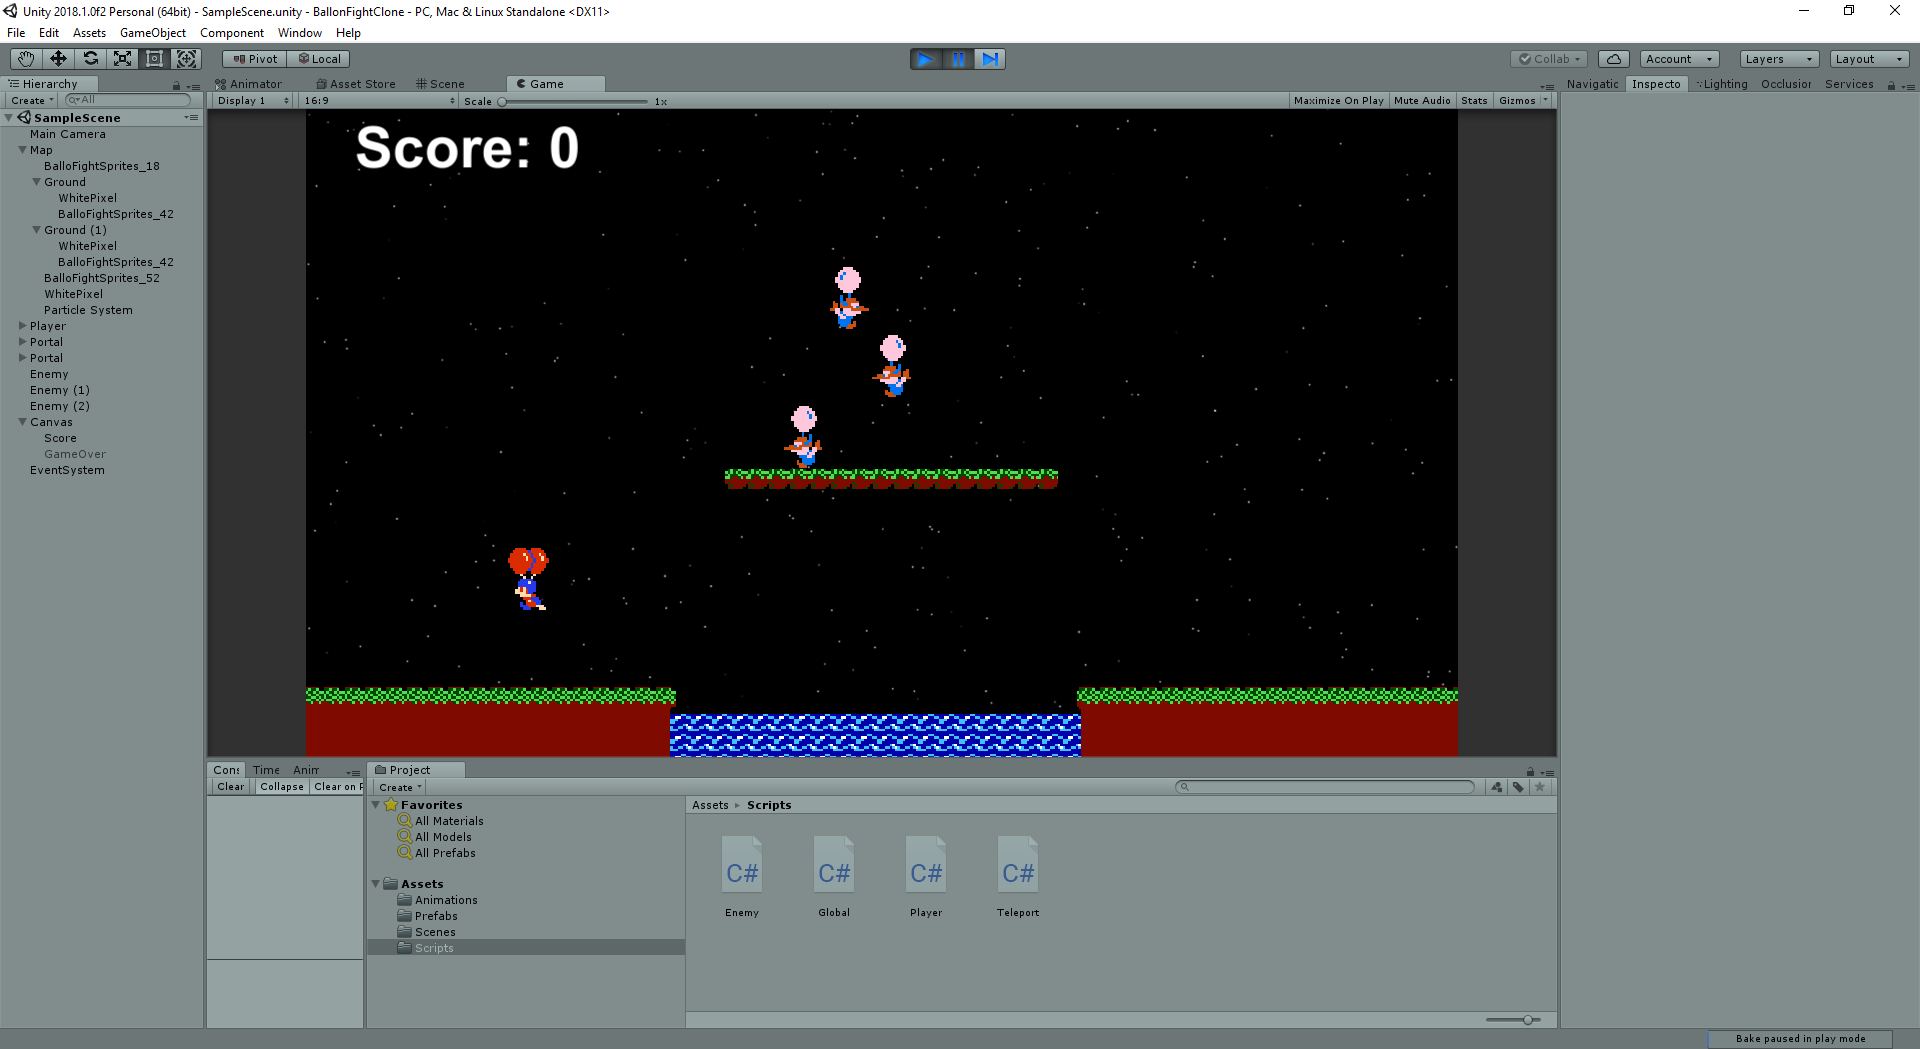 Unity 2018.1.0f2 Personal (64bit) - SampleScene.unity - BallonFightClone - PC, Mac & Linux Standalone <DX11>
File Edit Assets GameObject Component Window Help
Pivot Local Collab Account Layers Layout
Hierarchy Animator Asset Store Scene Game Navigatic Inspecto Lighting Occlusior Services
Create All Display 1 16:9 Scale 1x Maximize On Play Mute Audio Stats Gizmos
SampleScene
Main Camera
Map
BalloFightSprites_18
Ground
WhitePixel
BalloFightSprites_42
Ground (1)
WhitePixel
BalloFightSprites_42
BalloFightSprites_52
WhitePixel
Particle System
Player
Portal
Portal
Enemy
Enemy (1)
Enemy (2)
Canvas
Score
GameOver
EventSystem
Score: 0
Cons Time Anim Project
Clear Collapse Clear on P Create
Favorites
All Materials
All Models
All Prefabs
Assets
Animations
Prefabs
Scenes
Scripts
Assets Scripts
C# C# C# C#
Enemy Global Player Teleport
Bake paused in play mode